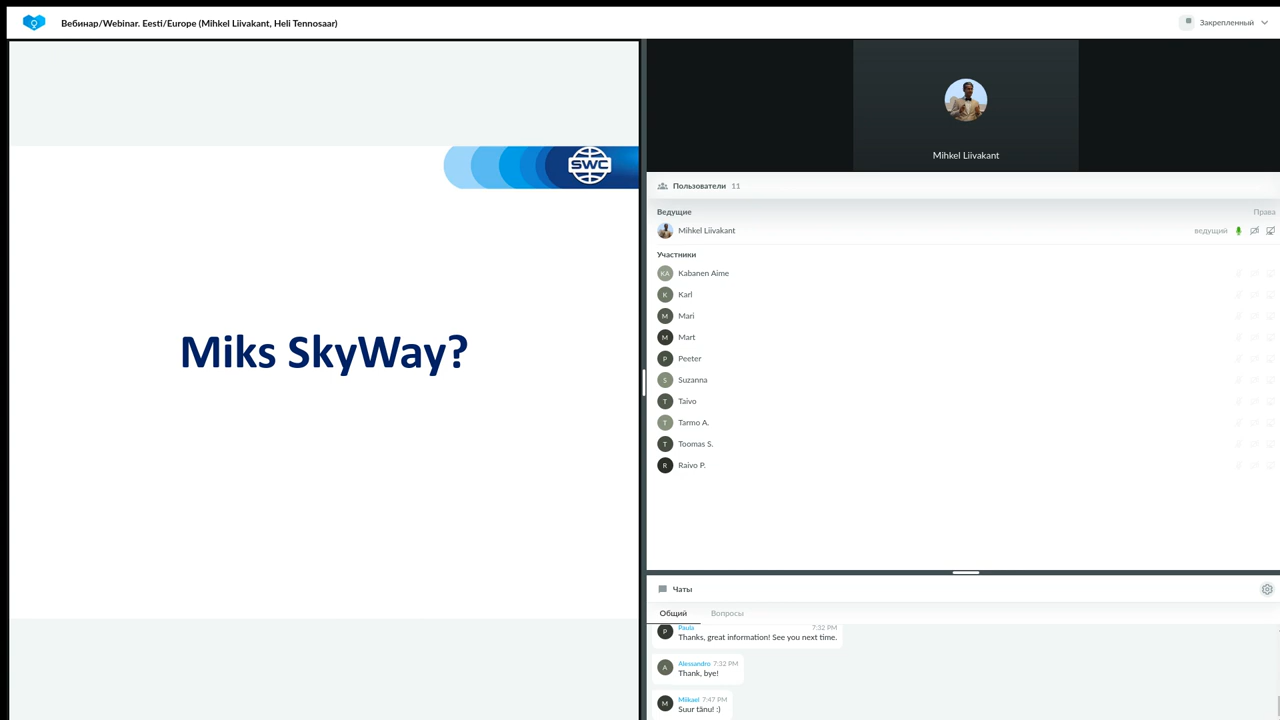 Вебинар/Webinar. Eesti/Europe (Mihkel Liivakant, Heli Tennosaar)
Закрепленный
SWC
Miks SkyWay?
Mihkel Liivakant
Пользователи 11
Ведущие Права
Mihkel Liivakant ведущий
Участники
KA Kabanen Aime
K Karl
M Mari
M Mart
P Peeter
S Suzanna
T Taivo
T Tarmo A.
T Toomas S.
R Raivo P.
Чаты
Общий Вопросы
P Paula 7:32 PM
Thanks, great information! See you next time.
A Alessandro 7:32 PM
Thank, bye!
M Miikael 7:47 PM
Suur tänu! :)